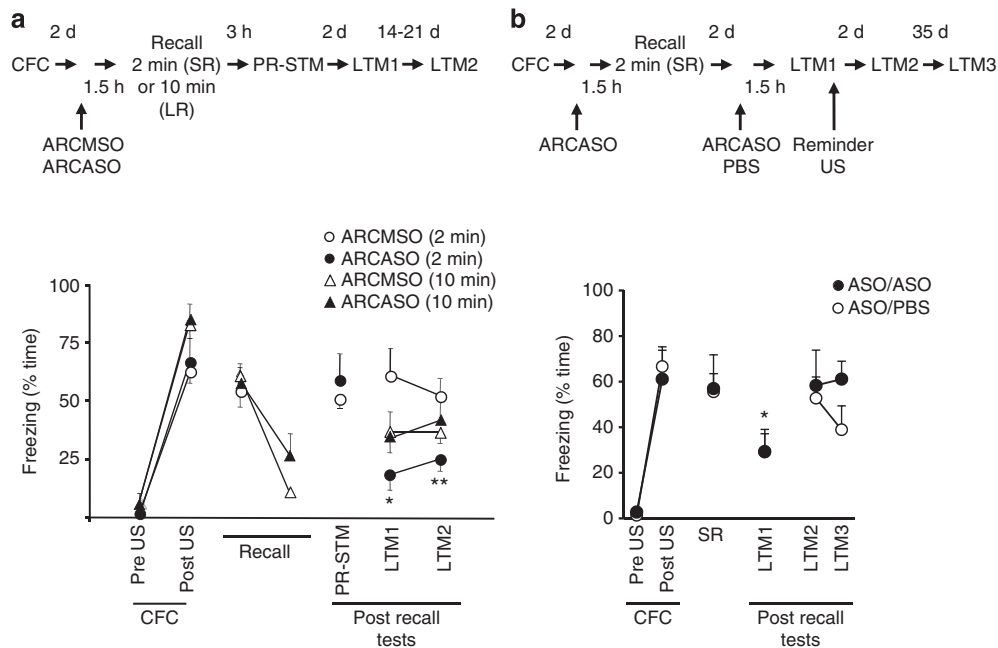 a
2 d
3 h
2 d
14-21 d
CFC
Recall
2 min (SR)
or 10 min
(LR)
PR-STM
LTM1
LTM2
1.5 h
ARCMSO
ARCASO
ARCMSO (2 min)
ARCASO (2 min)
ARCMSO (10 min)
ARCASO (10 min)
Freezing (% time)
100
75
50
25
*
**
Pre US
Post US
CFC
Recall
PR-STM
LTM1
LTM2
Post recall
tests
b
2 d
2 d
2 d
35 d
CFC
Recall
2 min (SR)
LTM1
LTM2
LTM3
1.5 h
1.5 h
ARCASO
ARCASO
PBS
Reminder
US
ASO/ASO
ASO/PBS
Freezing (% time)
100
80
60
40
20
0
*
Pre US
Post US
CFC
SR
LTM1
LTM2
LTM3
Post recall
tests